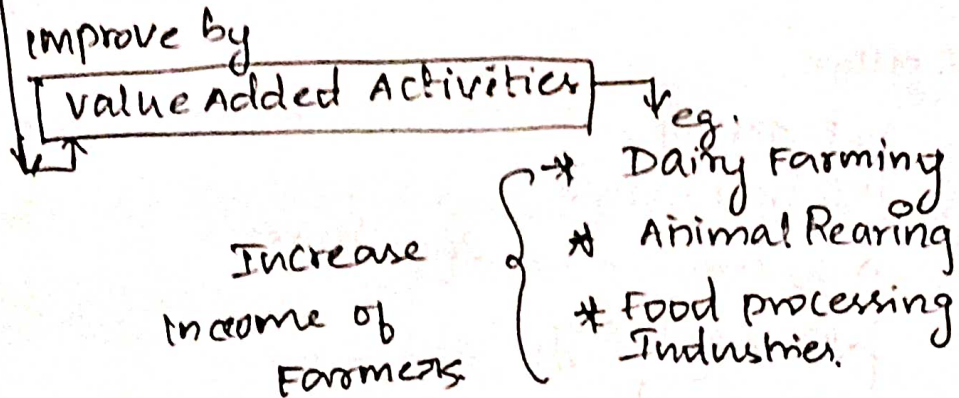 improve by
Value Added Activities
eg.
* Dairy Farming
* Animal Rearing
* Food processing
Industries.
Increase
Income of
Farmers.